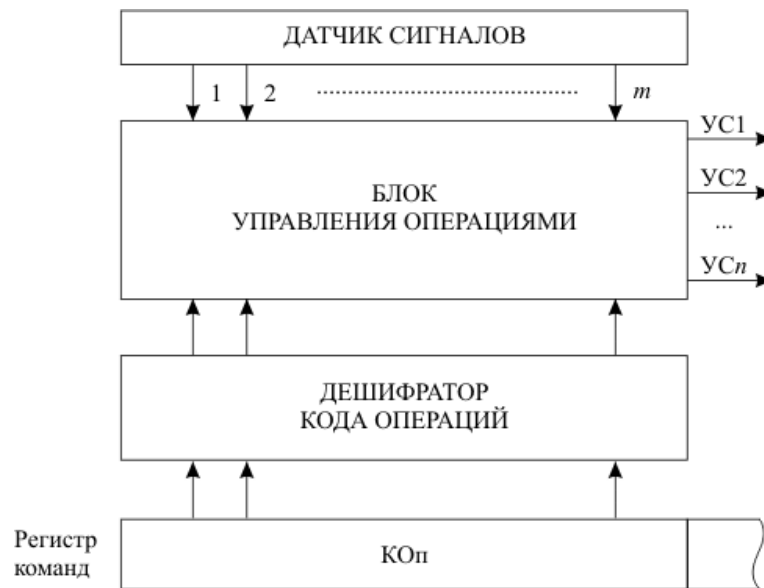 ДАТЧИК СИГНАЛОВ
1 2 m
УС1
БЛОК
УПРАВЛЕНИЯ ОПЕРАЦИЯМИ
УС2
...
УСn
ДЕШИФРАТОР
КОДА ОПЕРАЦИЙ
Регистр
команд
КОп